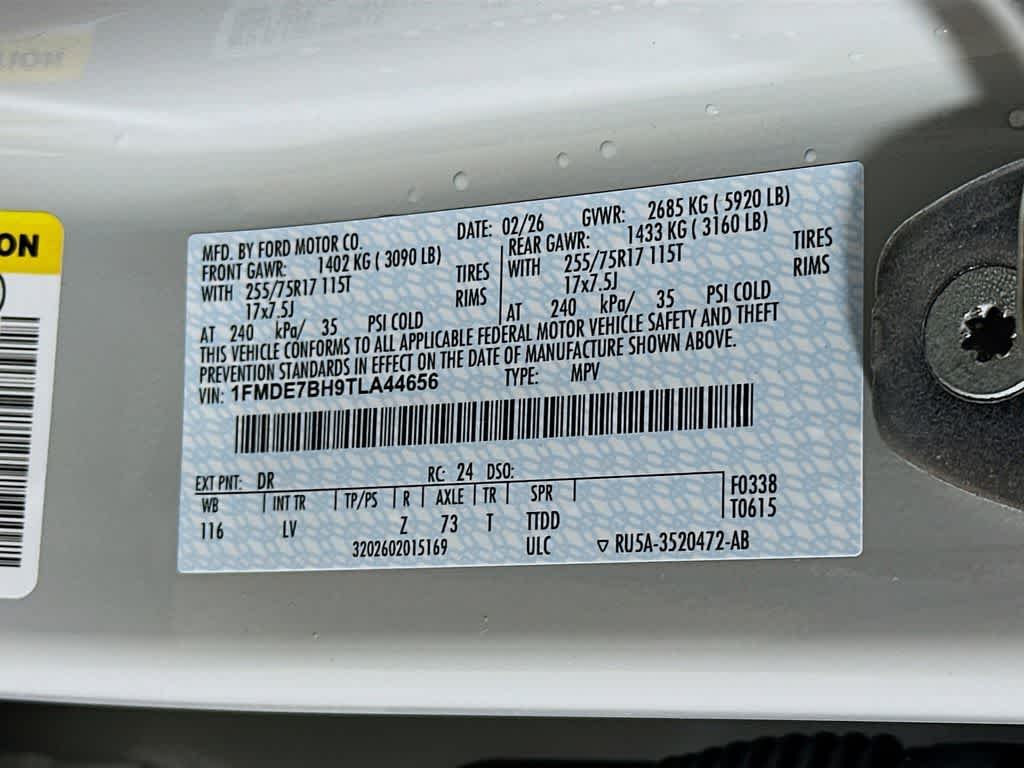 ON
MFD. BY FORD MOTOR CO.
DATE: 02/26 GVWR: 2685 KG ( 5920 LB)
FRONT GAWR: 1402 KG ( 3090 LB)
WITH 255/75R17 115T TIRES
17x7.5J RIMS
AT 240 kPa/ 35 PSI COLD
REAR GAWR: 1433 KG ( 3160 LB)
WITH 255/75R17 115T TIRES
17x7.5J RIMS
AT 240 kPa/ 35 PSI COLD
THIS VEHICLE CONFORMS TO ALL APPLICABLE FEDERAL MOTOR VEHICLE SAFETY AND THEFT
PREVENTION STANDARDS IN EFFECT ON THE DATE OF MANUFACTURE SHOWN ABOVE.
VIN: 1FMDE7BH9TLA44656 TYPE: MPV
EXT PNT: DR RC: 24 DSO:
WB INT TR TP/PS R AXLE TR SPR
116 LV Z 73 T TTDD
3202602015169 ULC ▽ RU5A-3520472-AB
F0338
T0615